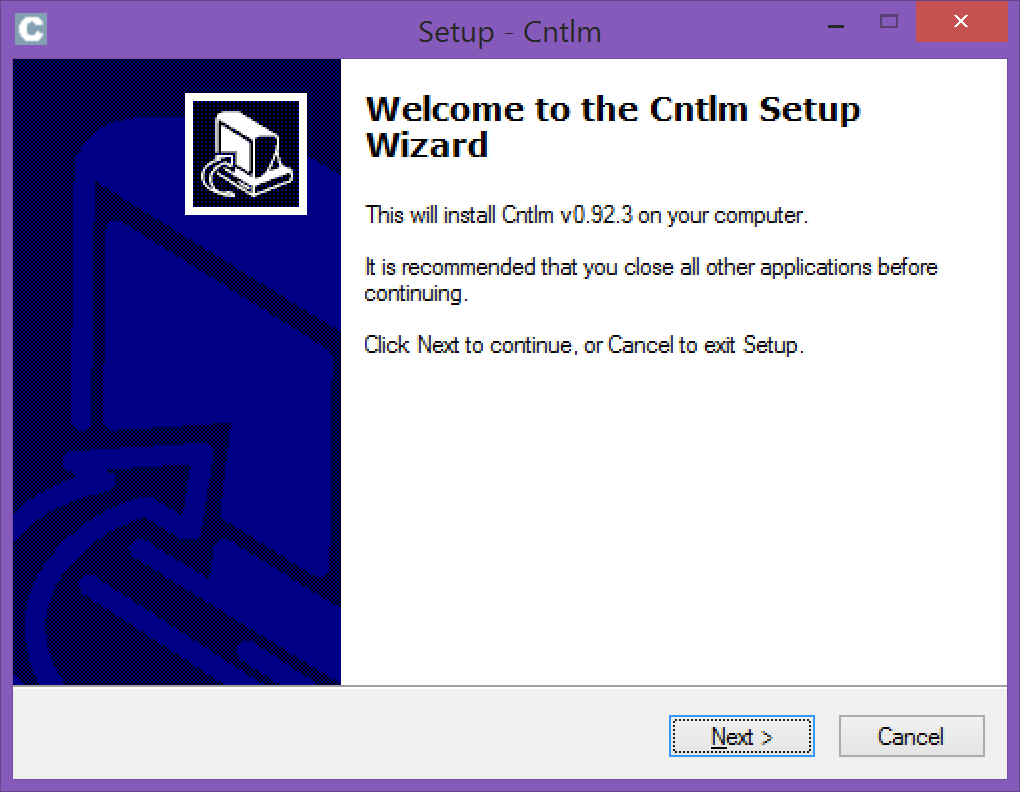 Setup - Cntlm
Welcome to the Cntlm Setup
Wizard
This will install Cntlm v0.92.3 on your computer.
It is recommended that you close all other applications before
continuing.
Click Next to continue, or Cancel to exit Setup.
Next >
Cancel